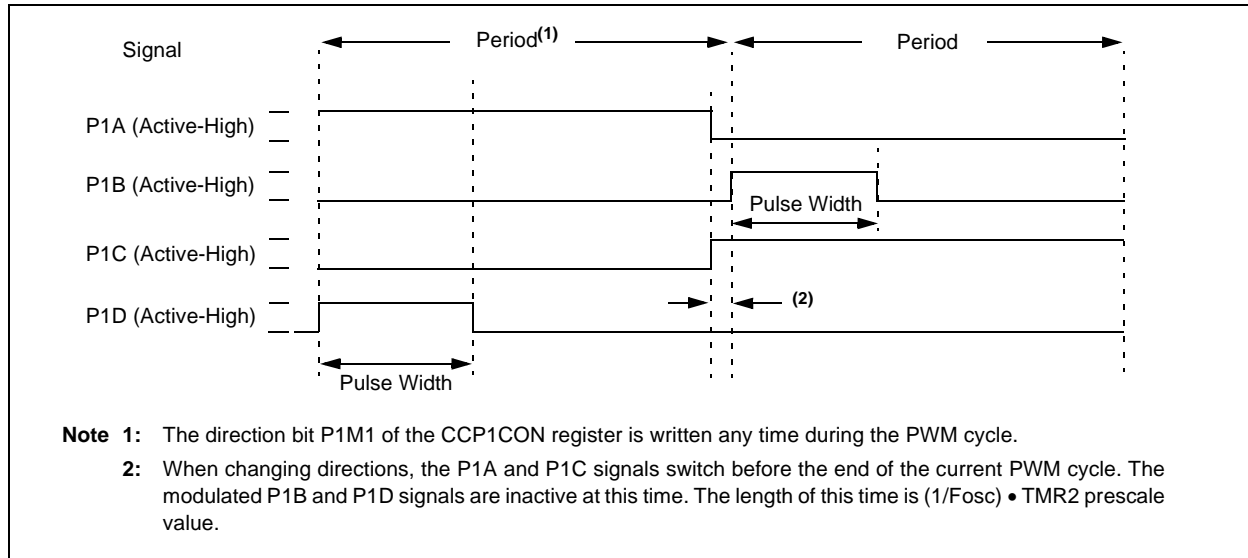 Signal
Period(1)
Period
P1A (Active-High)
P1B (Active-High)
Pulse Width
P1C (Active-High)
(2)
P1D (Active-High)
Pulse Width
Note 1: The direction bit P1M1 of the CCP1CON register is written any time during the PWM cycle.
2: When changing directions, the P1A and P1C signals switch before the end of the current PWM cycle. The
modulated P1B and P1D signals are inactive at this time. The length of this time is (1/Fosc) • TMR2 prescale
value.